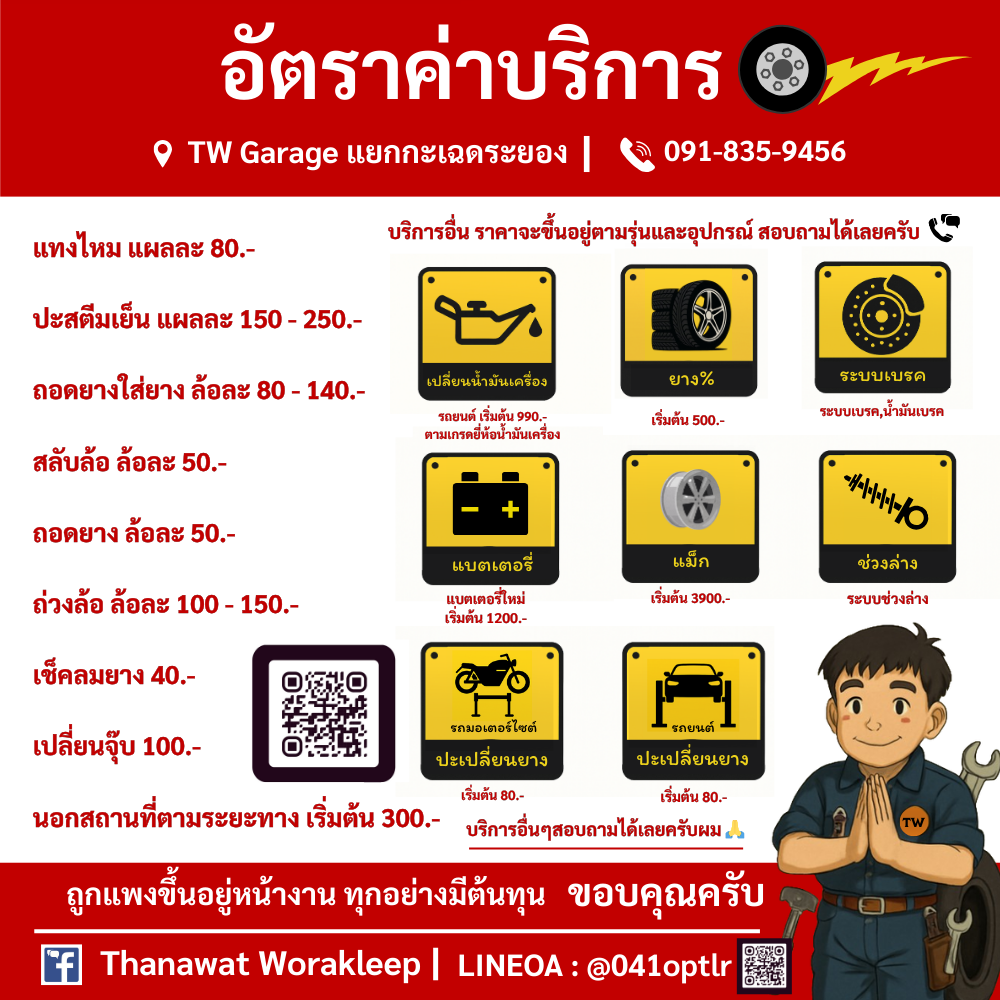 อัตราค่าบริการ
TW Garage แยกกะเฉดระยอง | 091-835-9456
แทงไหม แผลละ 80.-
ปะสตีมเย็น แผลละ 150 - 250.-
ถอดยางใส่ยาง ล้อละ 80 - 140.-
สลับล้อ ล้อละ 50.-
ถอดยาง ล้อละ 50.-
ถ่วงล้อ ล้อละ 100 - 150.-
เช็คลมยาง 40.-
เปลี่ยนจุ๊บ 100.-
นอกสถานที่ตามระยะทาง เริ่มต้น 300.-
บริการอื่น ราคาจะขึ้นอยู่ตามรุ่นและอุปกรณ์ สอบถามได้เลยครับ
เปลี่ยนน้ำมันเครื่อง
รถยนต์ เริ่มต้น 990.-
ตามเกรดยี่ห้อน้ำมันเครื่อง
ยาง%
เริ่มต้น 500.-
ระบบเบรค
ระบบเบรค,น้ำมันเบรค
แบตเตอรี่
แบตเตอรี่ใหม่
เริ่มต้น 1200.-
แม็ก
เริ่มต้น 3900.-
ช่วงล่าง
ระบบช่วงล่าง
รถมอเตอร์ไซต์
ปะเปลี่ยนยาง
เริ่มต้น 80.-
รถยนต์
ปะเปลี่ยนยาง
เริ่มต้น 80.-
บริการอื่นๆสอบถามได้เลยครับผม🙏
TW
ถูกแพงขึ้นอยู่หน้างาน ทุกอย่างมีต้นทุน ขอบคุณครับ
Thanawat Worakleep | LINEOA : @041optlr